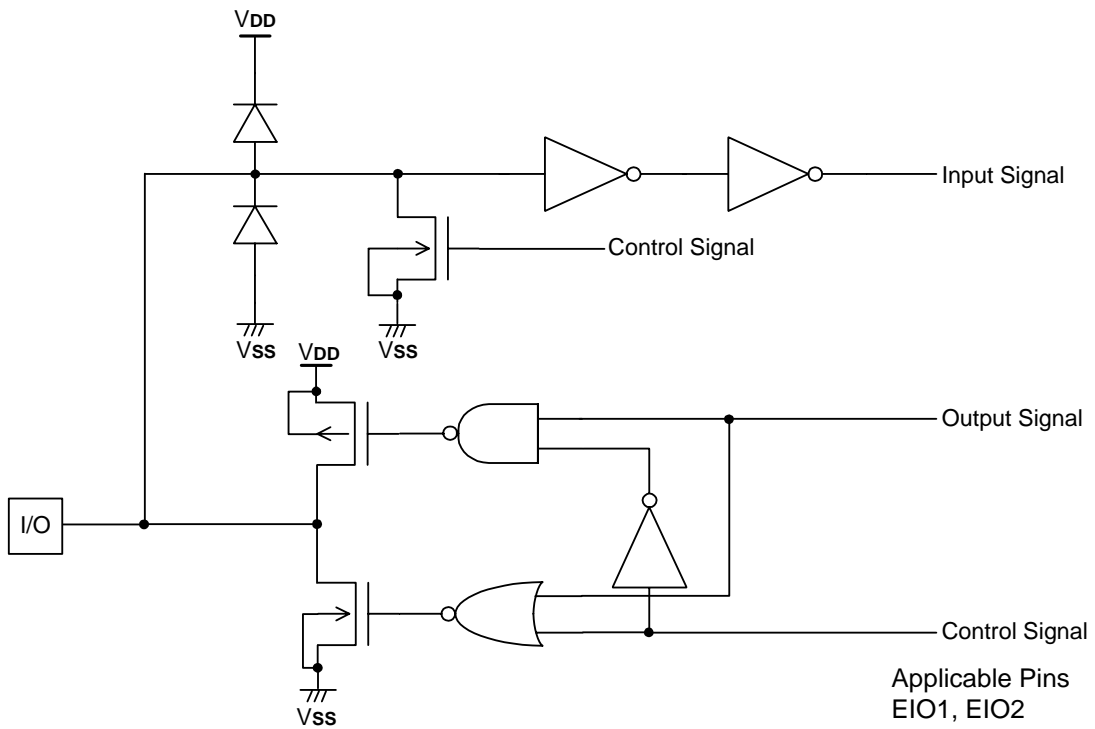 VDD
Input Signal
Control Signal
VSS
VSS
VDD
Output Signal
I/O
Control Signal
VSS
Applicable Pins
EIO1, EIO2